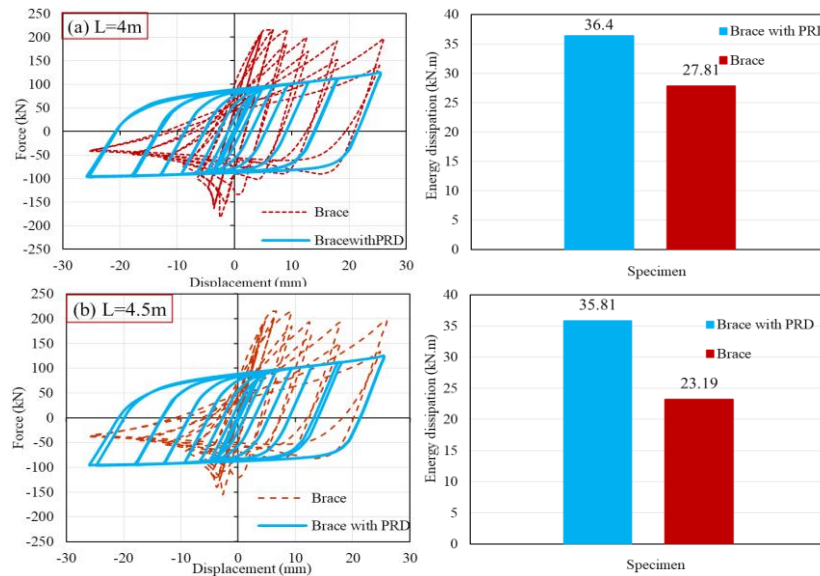 (a) L=4m
250
200
150
100
50
0
-50
-100
-150
-200
-250
Force (kN)
-30 -20 -10 0 10 20 30
Displacement (mm)
Brace
BracewithPRD
40
35
30
25
20
15
10
5
0
Energy dissipation (kN.m)
36.4
27.81
Brace with PRD
Brace
Specimen
(b) L=4.5m
250
200
150
100
50
0
-50
-100
-150
-200
-250
Force (kN)
-30 -20 -10 0 10 20 30
Displacement (mm)
Brace
Brace with PRD
40
35
30
25
20
15
10
5
0
Energy dissipation (kN.m)
35.81
23.19
Brace with PRD
Brace
Specimen